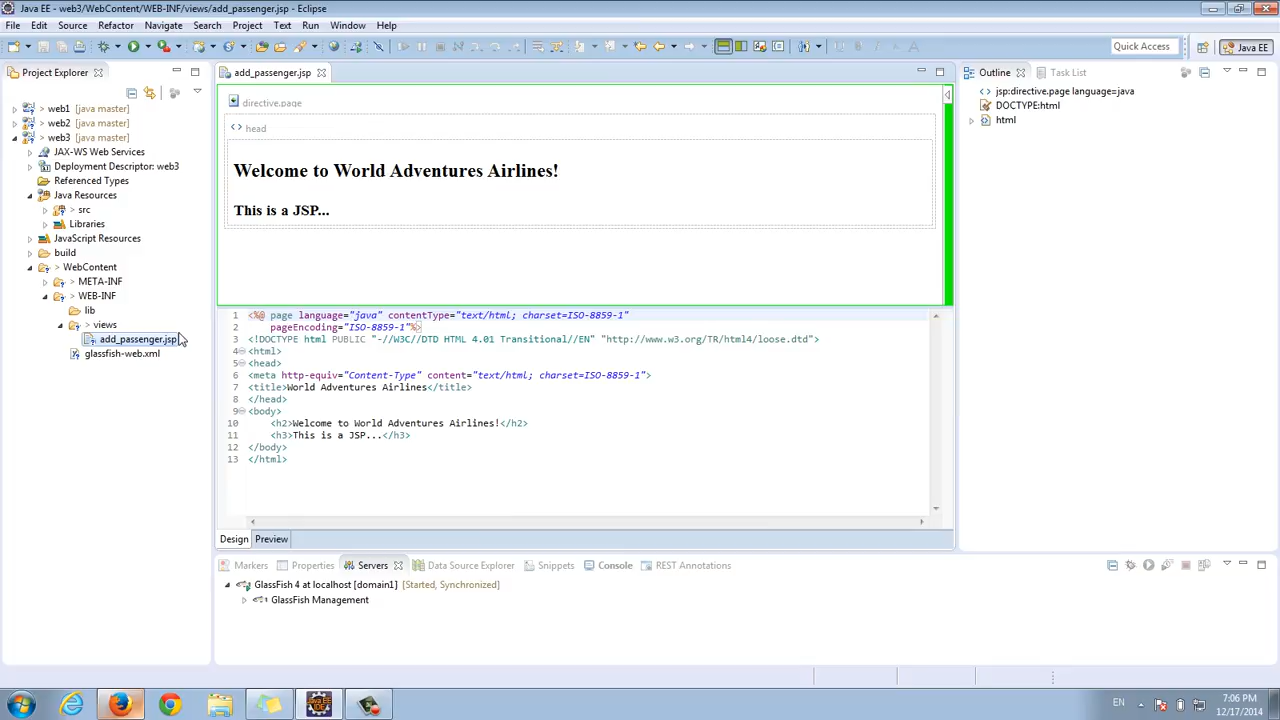 Java EE - web3/WebContent/WEB-INF/views/add_passenger.jsp - Eclipse
File Edit Source Refactor Navigate Search Project Text Run Window Help
Quick Access
Java EE
Project Explorer
add_passenger.jsp
Outline
Task List
web1 [java master]
> web2 [java master]
> web3 [java master]
JAX-WS Web Services
Deployment Descriptor: web3
Referenced Types
Java Resources
> src
Libraries
JavaScript Resources
build
> WebContent
> META-INF
> WEB-INF
lib
> views
add_passenger.jsp
glassfish-web.xml
directive.page
<> head
Welcome to World Adventures Airlines!
This is a JSP...
1 <%@ page language="java" contentType="text/html; charset=ISO-8859-1"
2 pageEncoding="ISO-8859-1"%>
3 <!DOCTYPE html PUBLIC "-//W3C//DTD HTML 4.01 Transitional//EN" "http://www.w3.org/TR/html4/loose.dtd">
4 <html>
5 <head>
6 <meta http-equiv="Content-Type" content="text/html; charset=ISO-8859-1">
7 <title>World Adventures Airlines</title>
8 </head>
9 <body>
10 <h2>Welcome to World Adventures Airlines!</h2>
11 <h3>This is a JSP...</h3>
12 </body>
13 </html>
Design Preview
jsp:directive.page language=java
DOCTYPE:html
<> html
Markers Properties Servers Data Source Explorer Snippets Console REST Annotations
GlassFish 4 at localhost [domain1] [Started, Synchronized]
GlassFish Management
Java EE IDE
EN
7:06 PM
12/17/2014